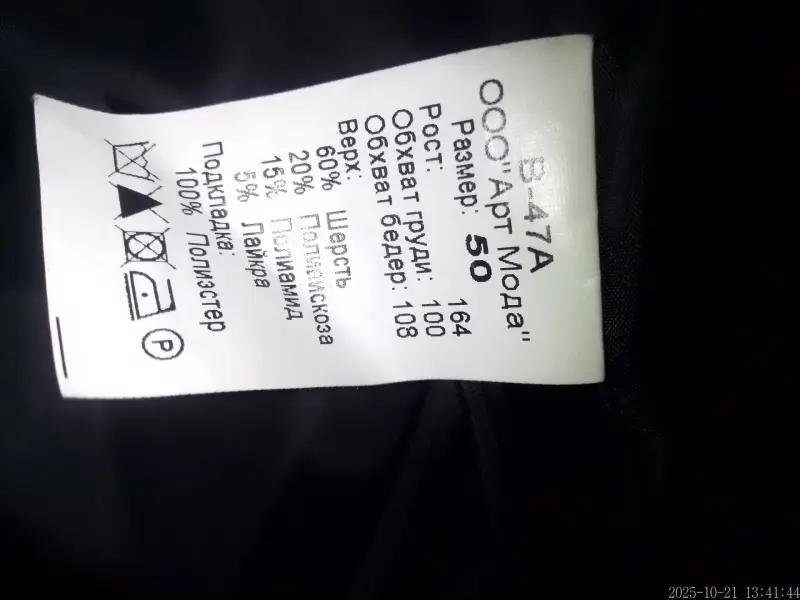 В-47А
ООО"Арт Мода"
Размер: 50
Рост: 164
Обхват груди: 100
Обхват бедер: 108
Верх:
60% Шерсть
20% Поливискоза
15% Полиамид
5% Лайкра
Подкладка:
100% Полиэстер
P
2025-10-21 13:41:44